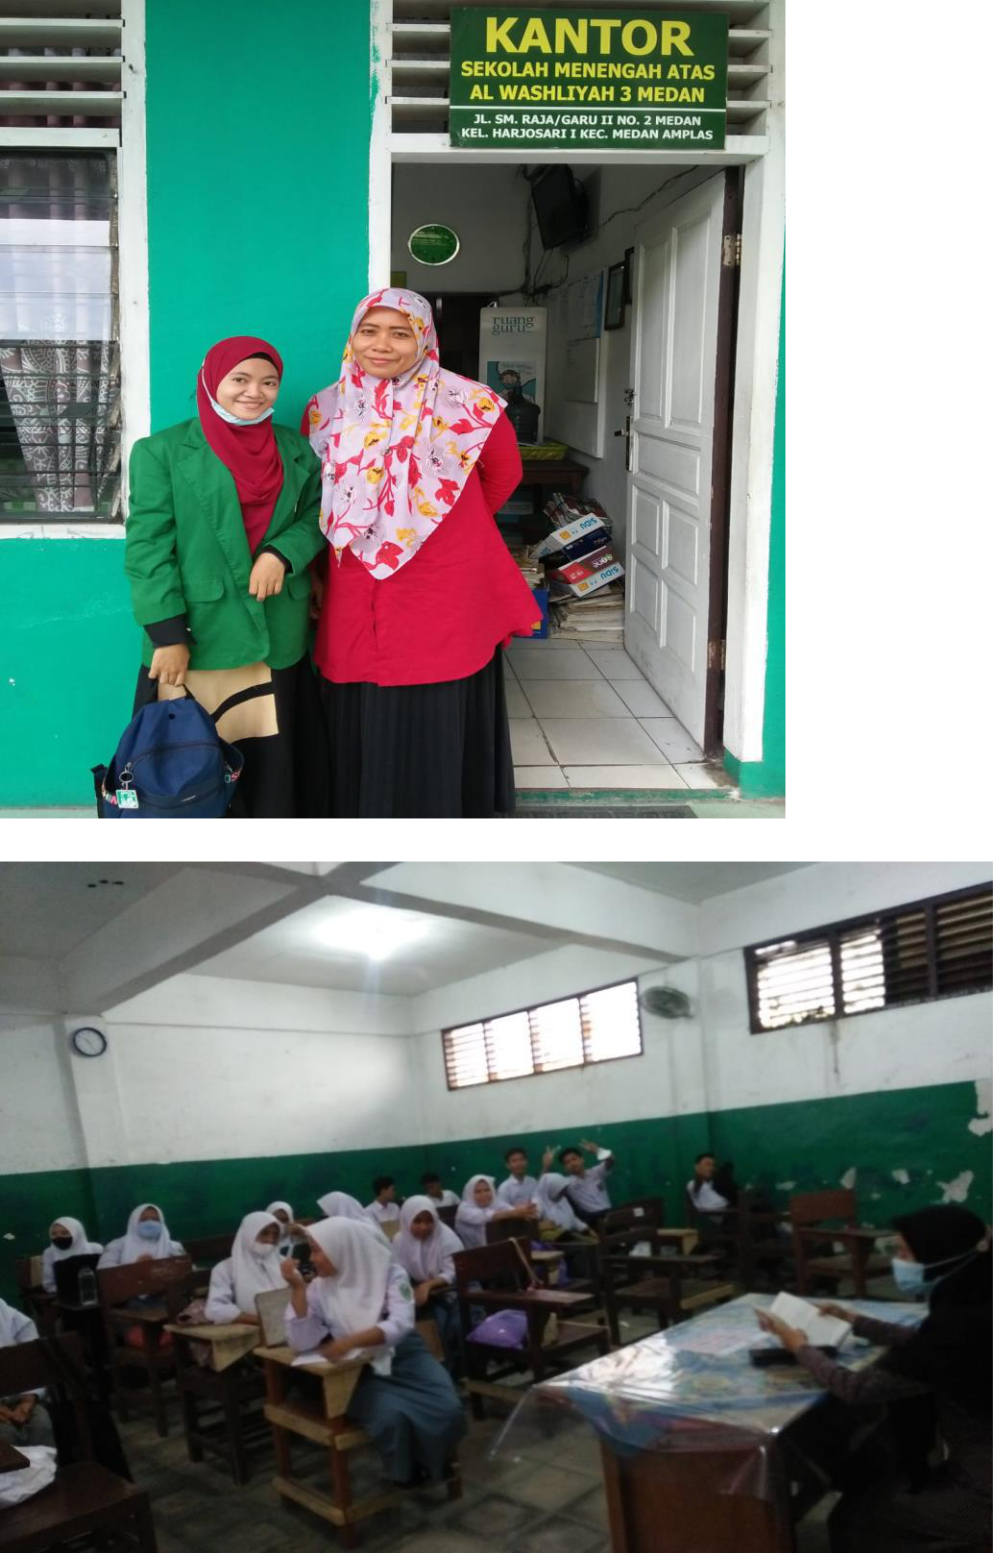 KANTOR
SEKOLAH MENENGAH ATAS
AL WASHLIYAH 3 MEDAN
JL. SM. RAJA/GARU II NO. 2 MEDAN
KEL. HARJOSARI I KEC. MEDAN AMPLAS
ruang
guru
SiDU
SiDU